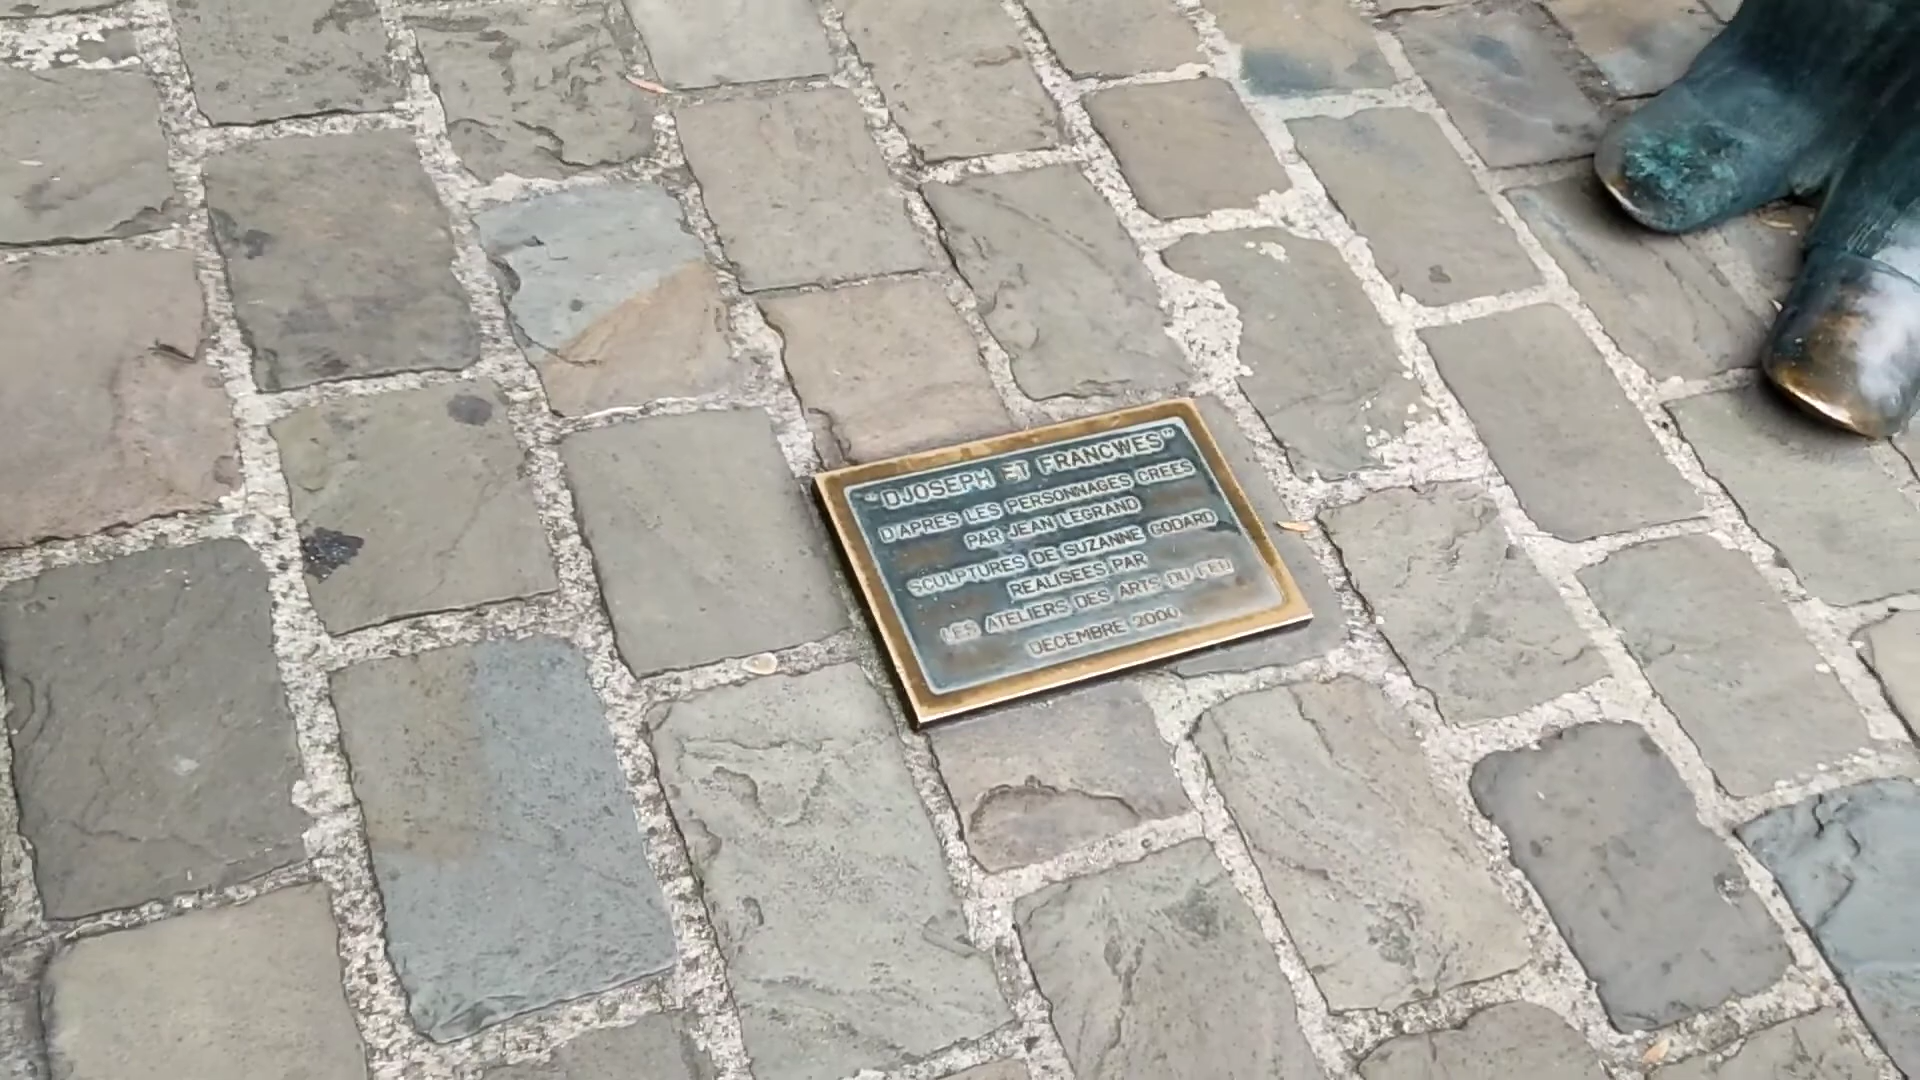 "DJOSEPH ET FRANCWES"
D'APRES LES PERSONNAGES CREES
PAR JEAN LEGRAND
SCULPTURES DE SUZANNE GODARD
REALISEES PAR
LES ATELIERS DES ARTS DU FEU
DECEMBRE 2000